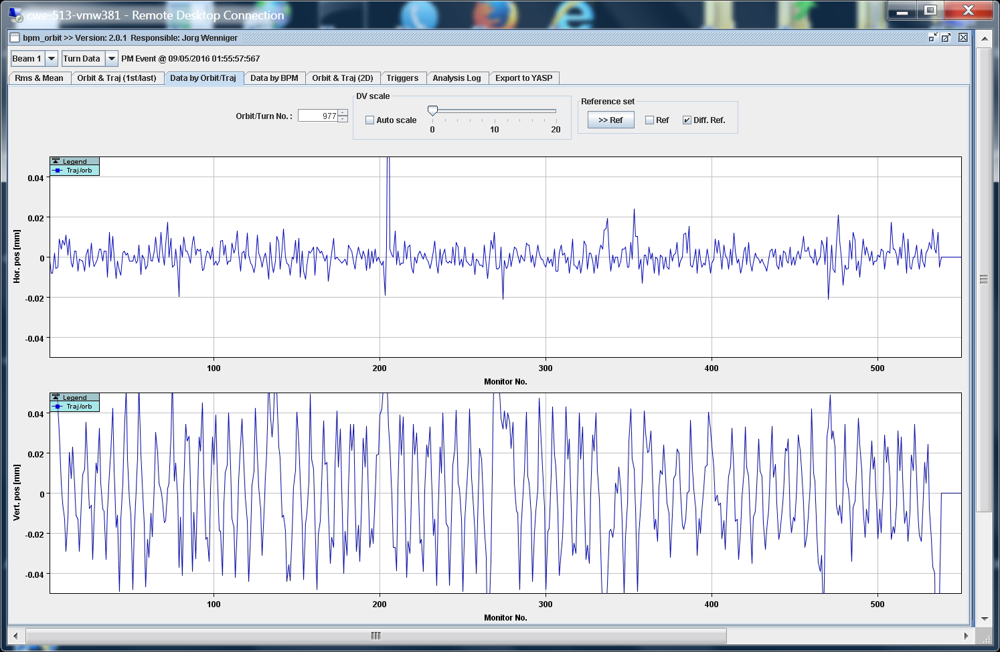 cwe-513-vmw381 - Remote Desktop Connection
bpm_orbit >> Version: 2.0.1 Responsible: Jorg Wenniger
Beam 1 Turn Data PM Event @ 09/05/2016 01:55:57:567
Rms & Mean Orbit & Traj (1st/last) Data by Orbit/Traj Data by BPM Orbit & Traj (2D) Triggers Analysis Log Export to YASP
DV scale
Reference set
Orbit/Turn No. : 977
Auto scale
>> Ref Ref Diff. Ref.
0 10 20
Legend
Traj/orb
0.04
0.02
0
-0.02
-0.04
Hor. pos [mm]
100 200 300 400 500
Monitor No.
Legend
Traj/orb
0.04
0.02
0
-0.02
-0.04
Vert. pos [mm]
100 200 300 400 500
Monitor No.